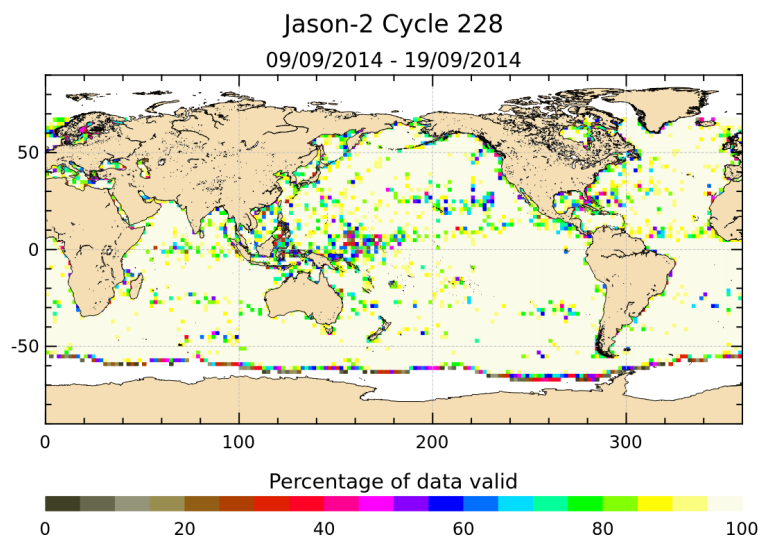 Jason-2 Cycle 228
09/09/2014 - 19/09/2014
50
0
-50
0 100 200 300
Percentage of data valid
0 20 40 60 80 100